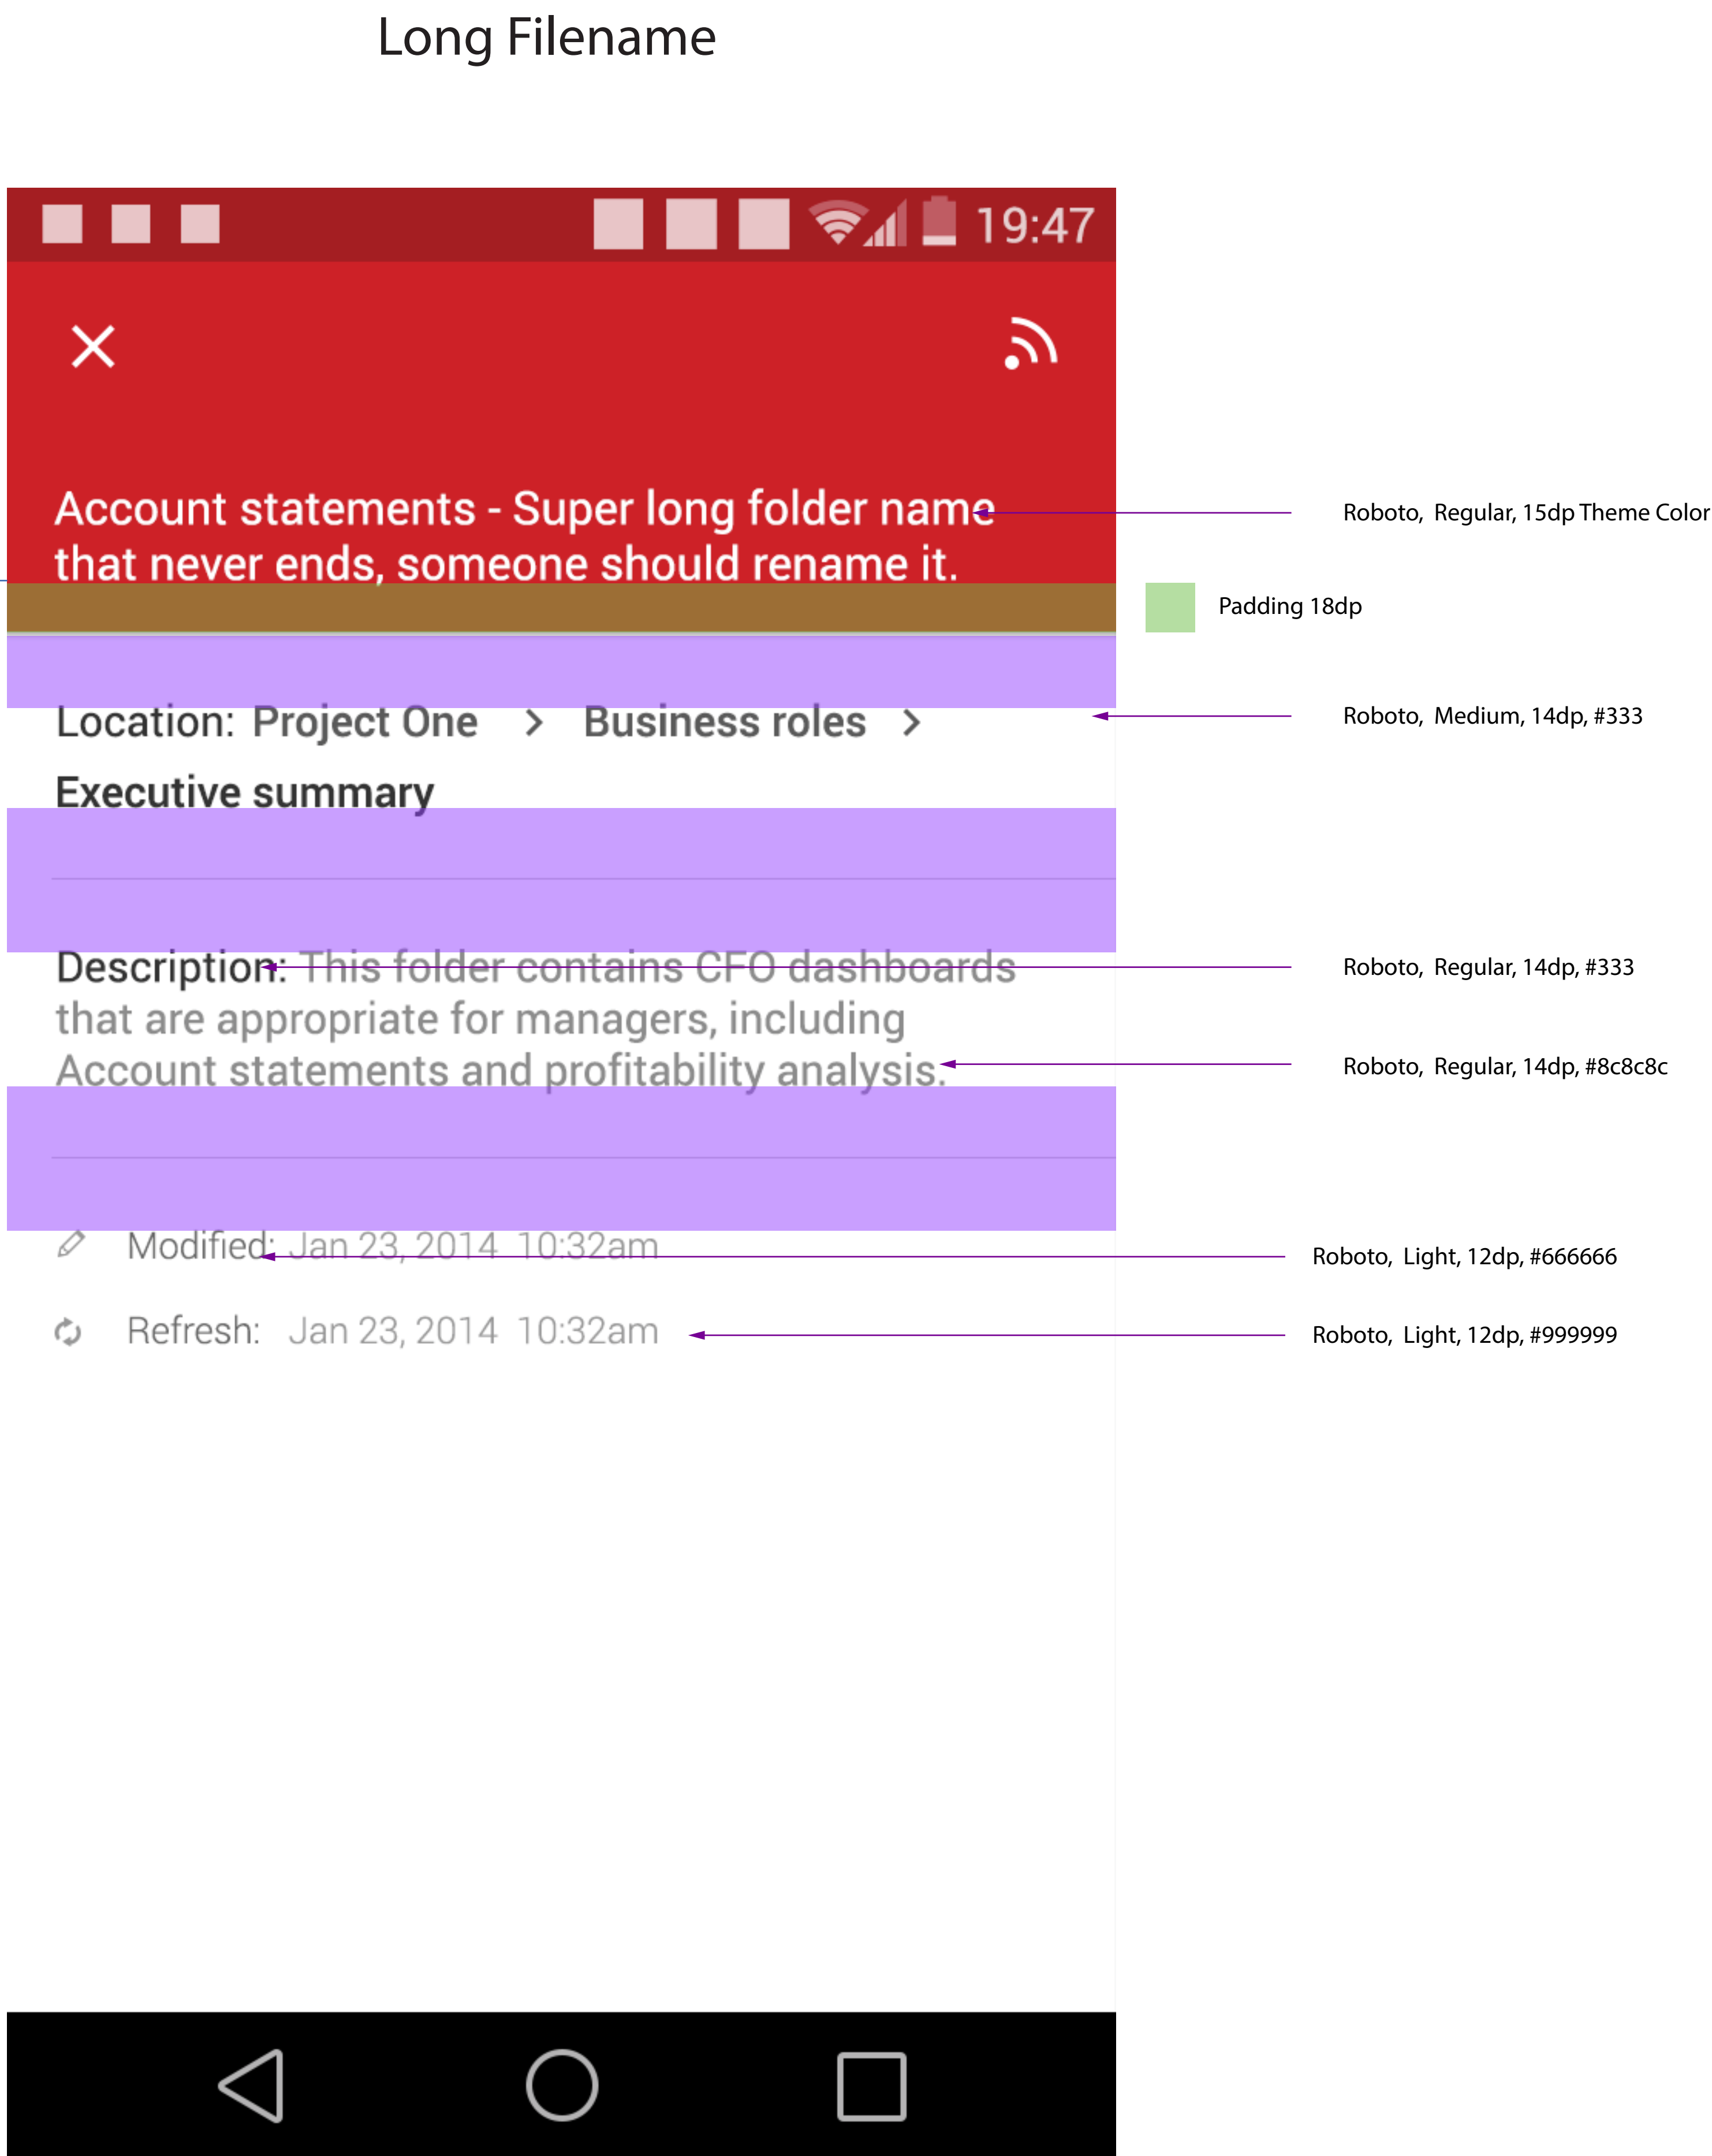 Long Filename
19:47
Account statements - Super long folder name
that never ends, someone should rename it.
Roboto, Regular, 15dp Theme Color
Padding 18dp
Location: Project One > Business roles >
Executive summary
Roboto, Medium, 14dp, #333
Description: This folder contains CFO dashboards
that are appropriate for managers, including
Account statements and profitability analysis.
Roboto, Regular, 14dp, #333
Roboto, Regular, 14dp, #8c8c8c
Modified: Jan 23, 2014 10:32am
Roboto, Light, 12dp, #666666
Refresh: Jan 23, 2014 10:32am
Roboto, Light, 12dp, #999999